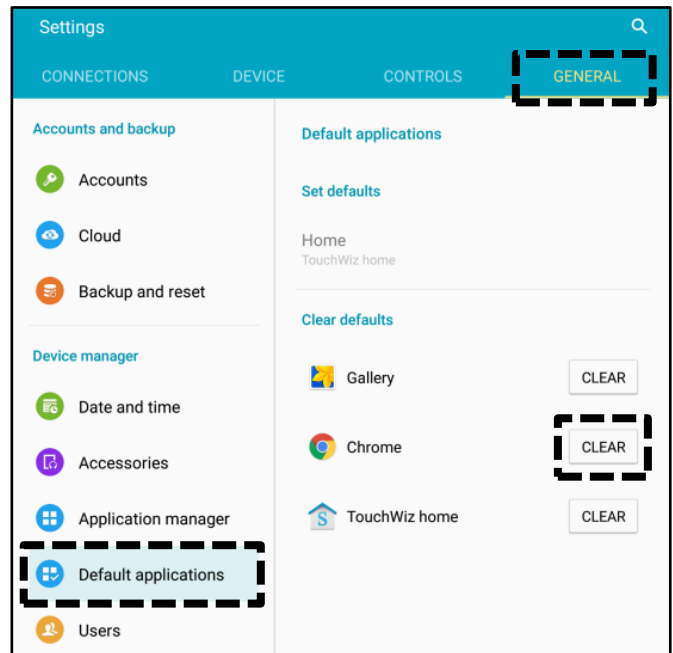 Settings
CONNECTIONS DEVICE CONTROLS GENERAL
Accounts and backup
Accounts
Cloud
Backup and reset
Device manager
Date and time
Accessories
Application manager
Default applications
Users
Default applications
Set defaults
Home
TouchWiz home
Clear defaults
Gallery CLEAR
Chrome CLEAR
S TouchWiz home CLEAR